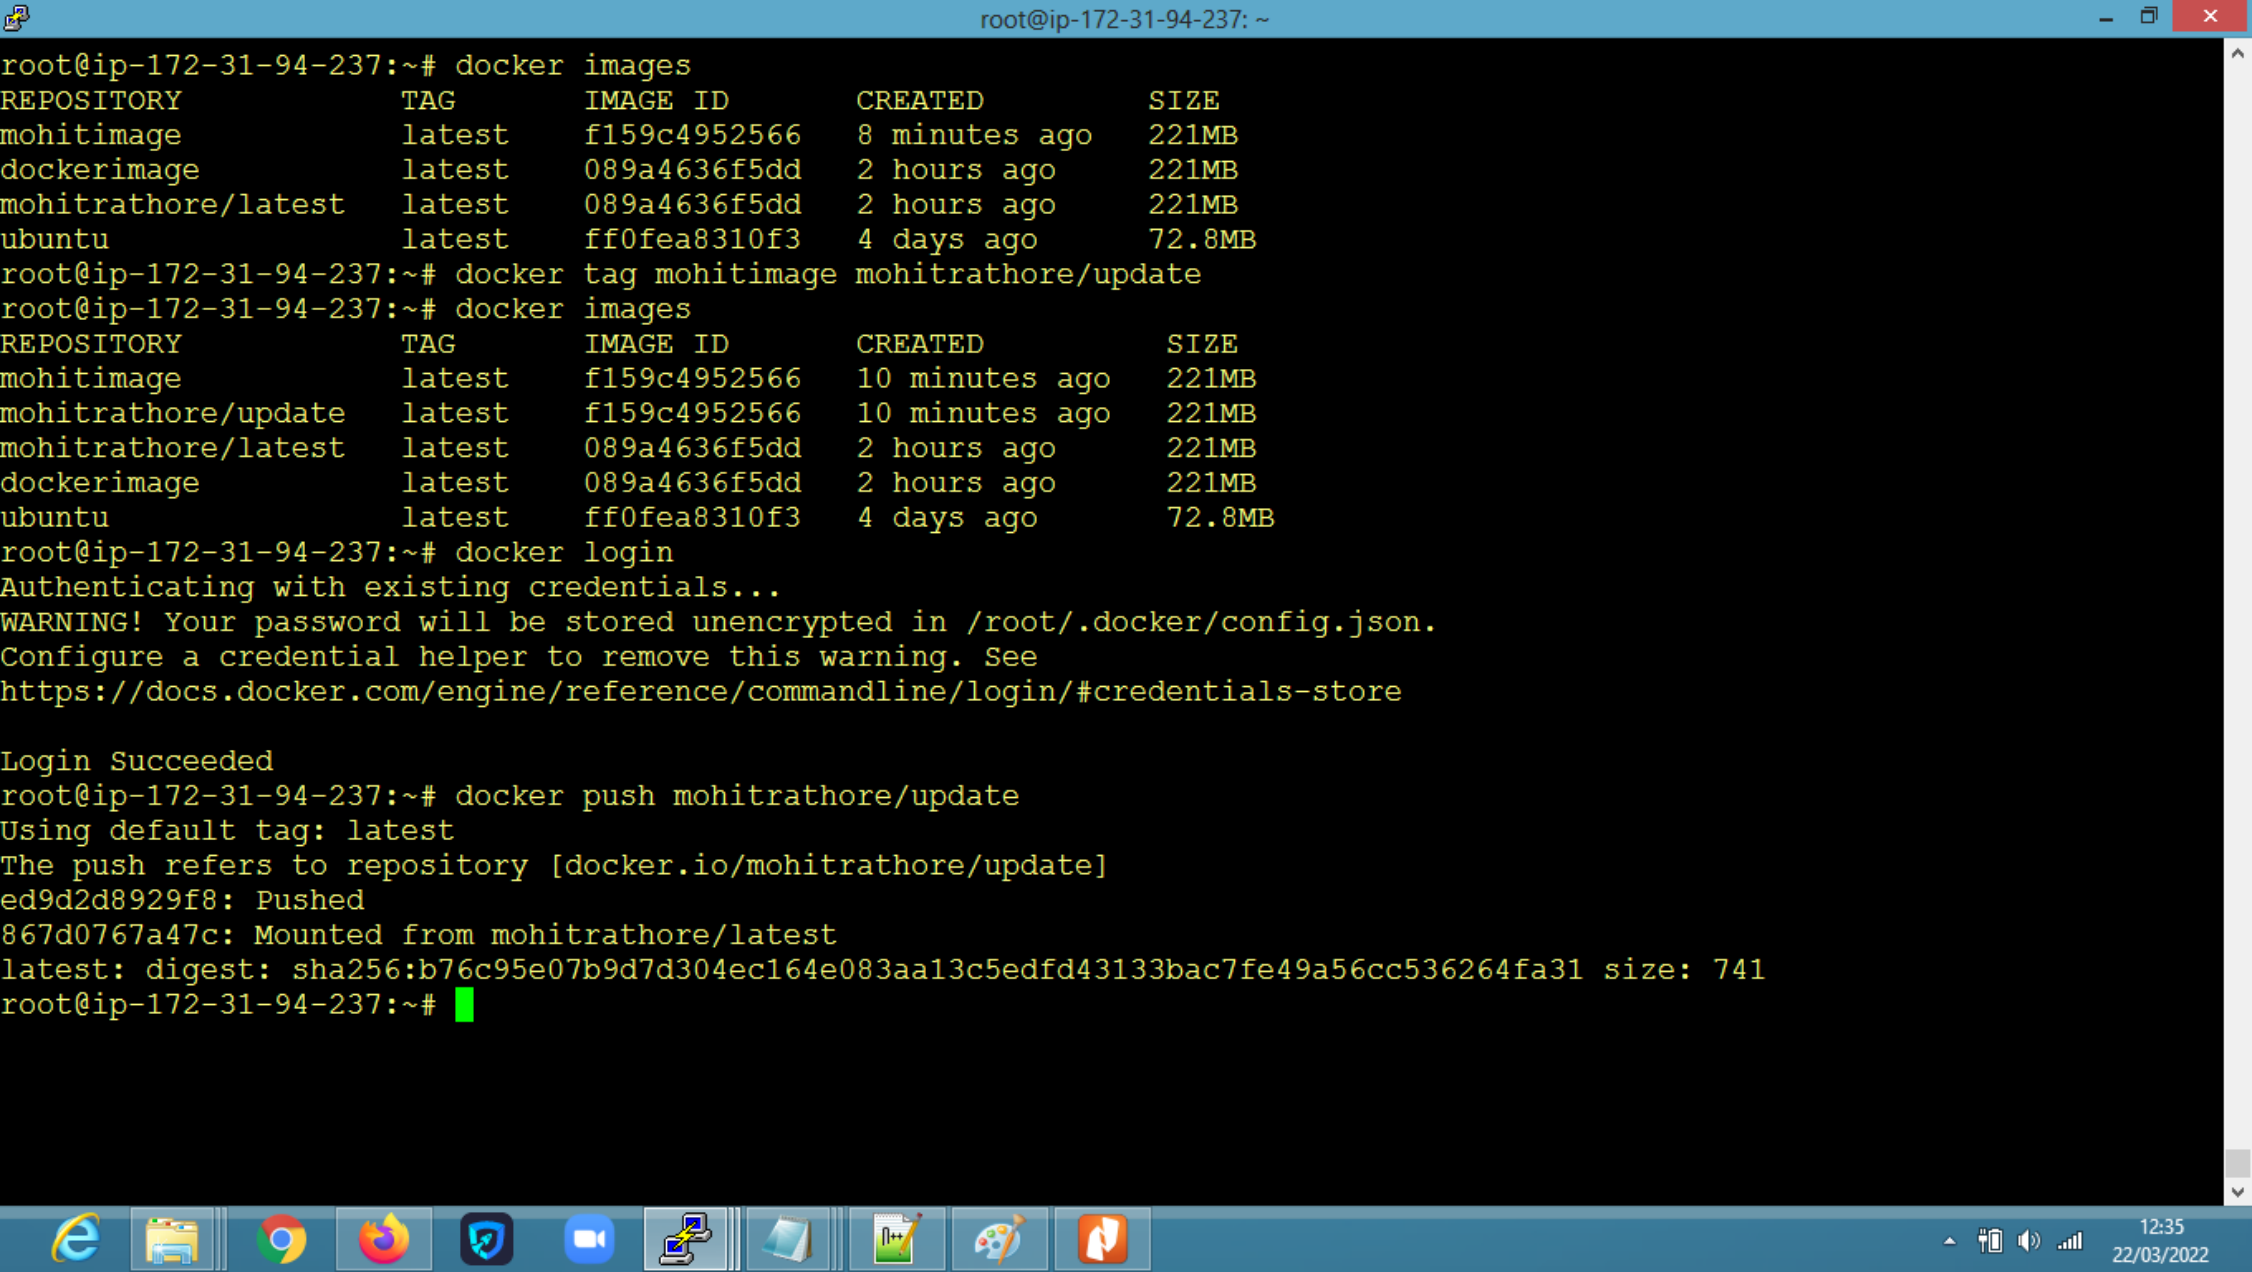 root@ip-172-31-94-237: ~
root@ip-172-31-94-237:~# docker images
REPOSITORY            TAG       IMAGE ID       CREATED         SIZE
mohitimage            latest    f159c4952566   8 minutes ago   221MB
dockerimage           latest    089a4636f5dd   2 hours ago     221MB
mohitrathore/latest   latest    089a4636f5dd   2 hours ago     221MB
ubuntu                latest    ff0fea8310f3   4 days ago      72.8MB
root@ip-172-31-94-237:~# docker tag mohitimage mohitrathore/update
root@ip-172-31-94-237:~# docker images
REPOSITORY            TAG       IMAGE ID       CREATED          SIZE
mohitimage            latest    f159c4952566   10 minutes ago   221MB
mohitrathore/update   latest    f159c4952566   10 minutes ago   221MB
mohitrathore/latest   latest    089a4636f5dd   2 hours ago      221MB
dockerimage           latest    089a4636f5dd   2 hours ago      221MB
ubuntu                latest    ff0fea8310f3   4 days ago       72.8MB
root@ip-172-31-94-237:~# docker login
Authenticating with existing credentials...
WARNING! Your password will be stored unencrypted in /root/.docker/config.json.
Configure a credential helper to remove this warning. See
https://docs.docker.com/engine/reference/commandline/login/#credentials-store
Login Succeeded
root@ip-172-31-94-237:~# docker push mohitrathore/update
Using default tag: latest
The push refers to repository [docker.io/mohitrathore/update]
ed9d2d8929f8: Pushed
867d0767a47c: Mounted from mohitrathore/latest
latest: digest: sha256:b76c95e07b9d7d304ec164e083aa13c5edfd43133bac7fe49a56cc536264fa31 size: 741
root@ip-172-31-94-237:~#
12:35
22/03/2022